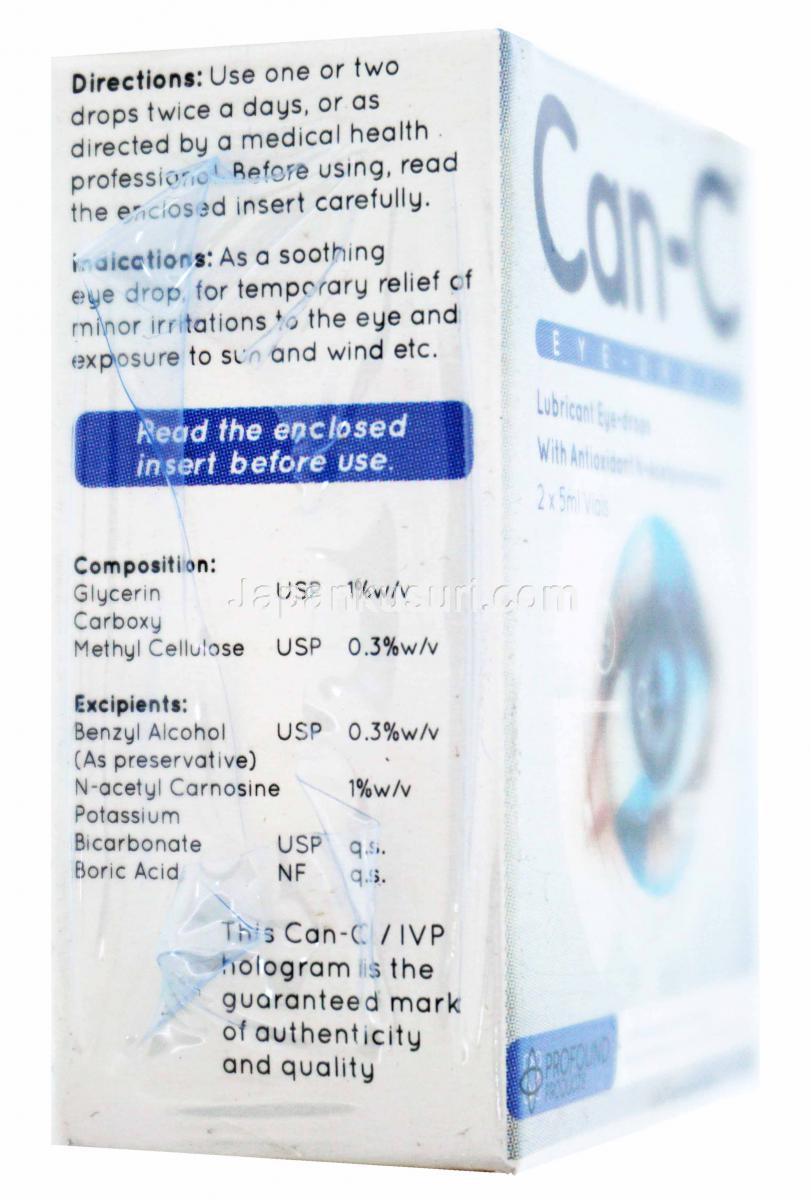 Directions: Use one or two
drops twice a days, or as
directed by a medical health
professional. Before using, read
the enclosed insert carefully.
Indications: As a soothing
eye drop, for temporary relief of
minor irritations to the eye and
exposure to sun and wind etc.
Read the enclosed
insert before use.
Composition:
Glycerin USP 1%w/v
Carboxy
Methyl Cellulose USP 0.3%w/v
Excipients:
Benzyl Alcohol USP 0.3%w/v
(As preservative)
N-acetyl Carnosine 1%w/v
Potassium
Bicarbonate USP q.s.
Boric Acid NF q.s.
This Can-C / IVP
hologram is the
guaranteed mark
of authenticity
and quality
Can-C
EYE-DROPS
Lubricant Eye-drops
With Antioxidant
2 x 5ml Vials
PROFOUND
PRODUCTS
Japankusuri.com